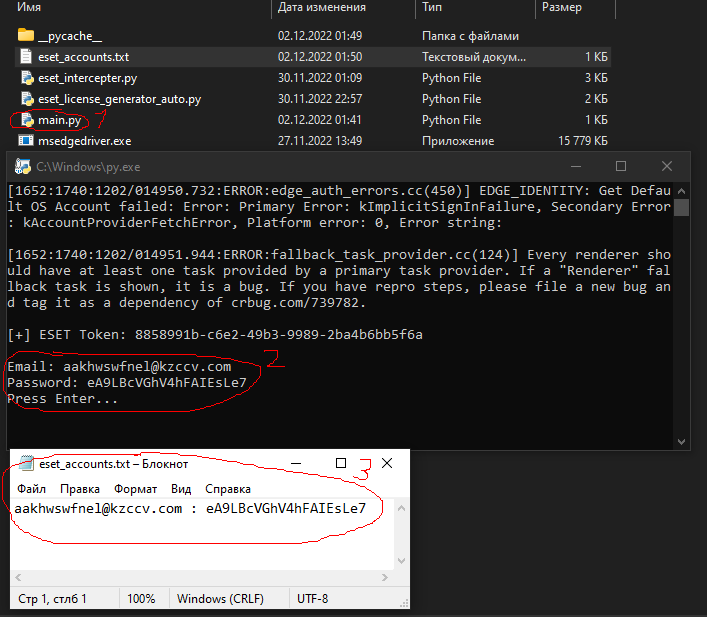 Имя Дата изменения Тип Размер
__pycache__ 02.12.2022 01:49 Папка с файлами
eset_accounts.txt 02.12.2022 01:50 Текстовый докум... 1 КБ
eset_intercepter.py 30.11.2022 01:09 Python File 3 КБ
eset_license_generator_auto.py 30.11.2022 22:57 Python File 2 КБ
main.py 1 02.12.2022 01:41 Python File 1 КБ
msedgedriver.exe 27.11.2022 13:49 Приложение 15 779 КБ
C:\Windows\py.exe
[1652:1740:1202/014950.732:ERROR:edge_auth_errors.cc(450)] EDGE_IDENTITY: Get Defau
lt OS Account failed: Error: Primary Error: kImplicitSignInFailure, Secondary Error
: kAccountProviderFetchError, Platform error: 0, Error string:
[1652:1740:1202/014951.944:ERROR:fallback_task_provider.cc(124)] Every renderer sho
uld have at least one task provided by a primary task provider. If a "Renderer" fal
lback task is shown, it is a bug. If you have repro steps, please file a new bug an
d tag it as a dependency of crbug.com/739782.
[+] ESET Token: 8858991b-c6e2-49b3-9989-2ba4b6bb5f6a
2
Email: aakhwswfnel@kzccv.com
Password: eA9LBcVGhV4hFAIEsLe7
Press Enter...
eset_accounts.txt – Блокнот 3
Файл Правка Формат Вид Справка
aakhwswfnel@kzccv.com : eA9LBcVGhV4hFAIEsLe7
Стр 1, стлб 1 100% Windows (CRLF) UTF-8